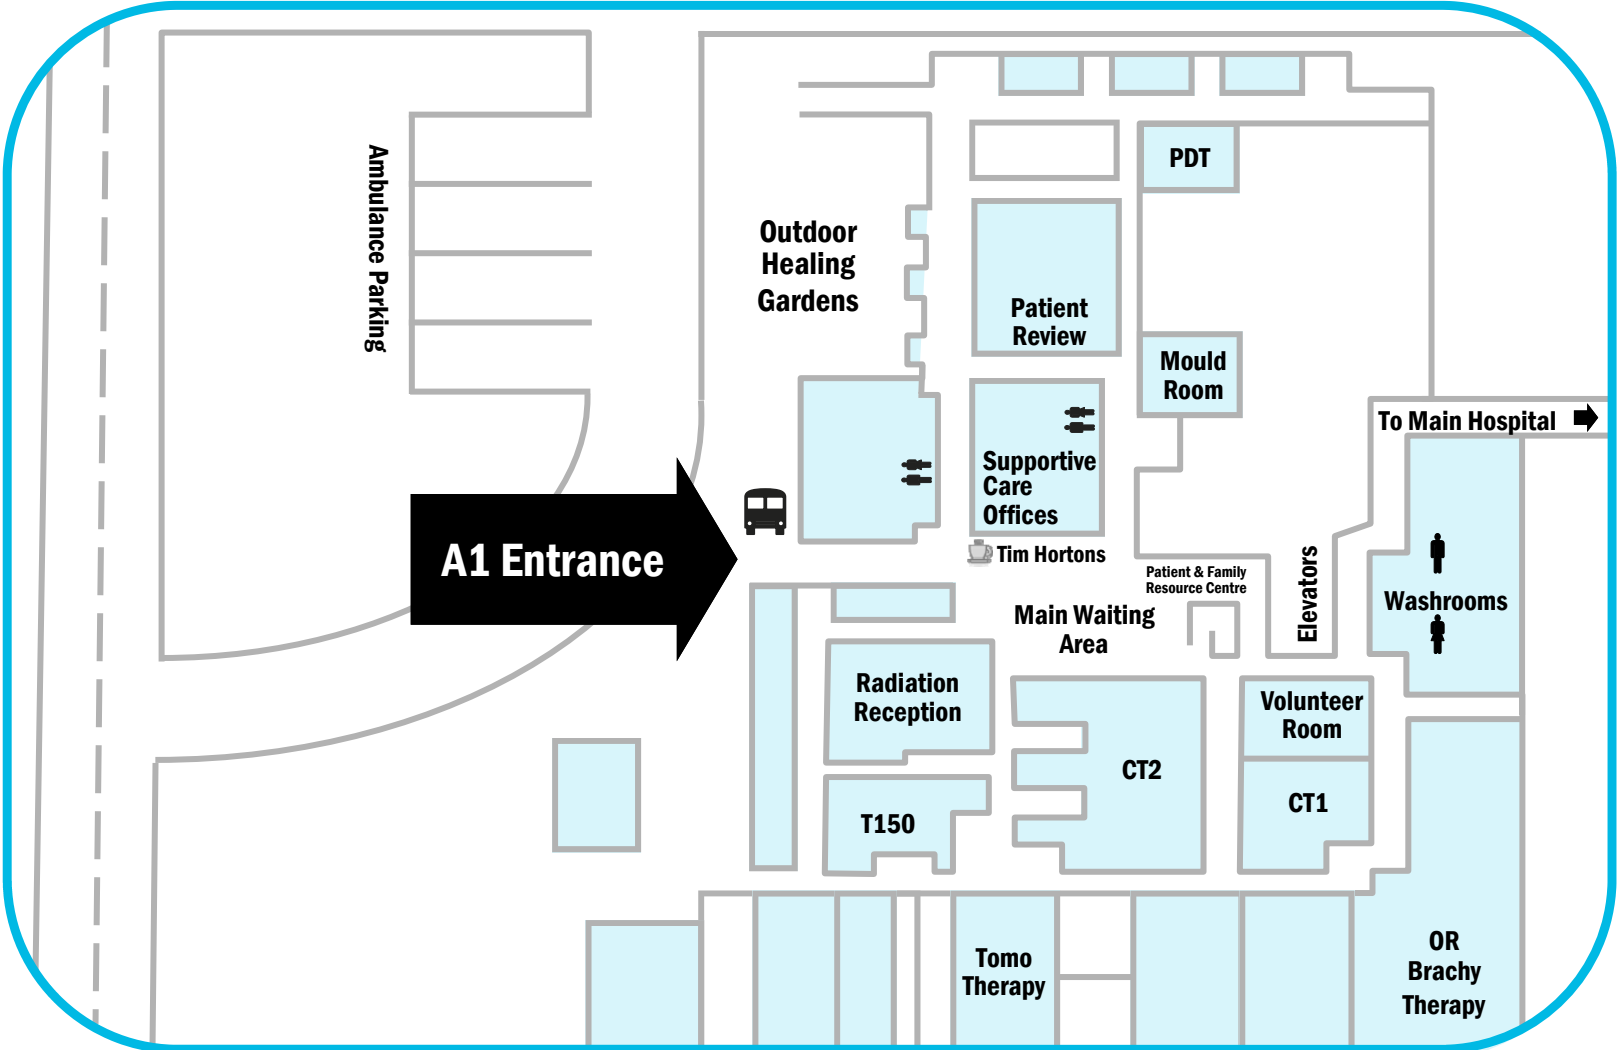 Ambulance Parking
Outdoor
Healing
Gardens
PDT
Patient
Review
Mould
Room
To Main Hospital
Supportive
Care
Offices
A1 Entrance
Tim Hortons
Patient & Family
Resource Centre
Elevators
Washrooms
Main Waiting
Area
Radiation
Reception
Volunteer
Room
CT2
CT1
T150
Tomo
Therapy
OR
Brachy
Therapy